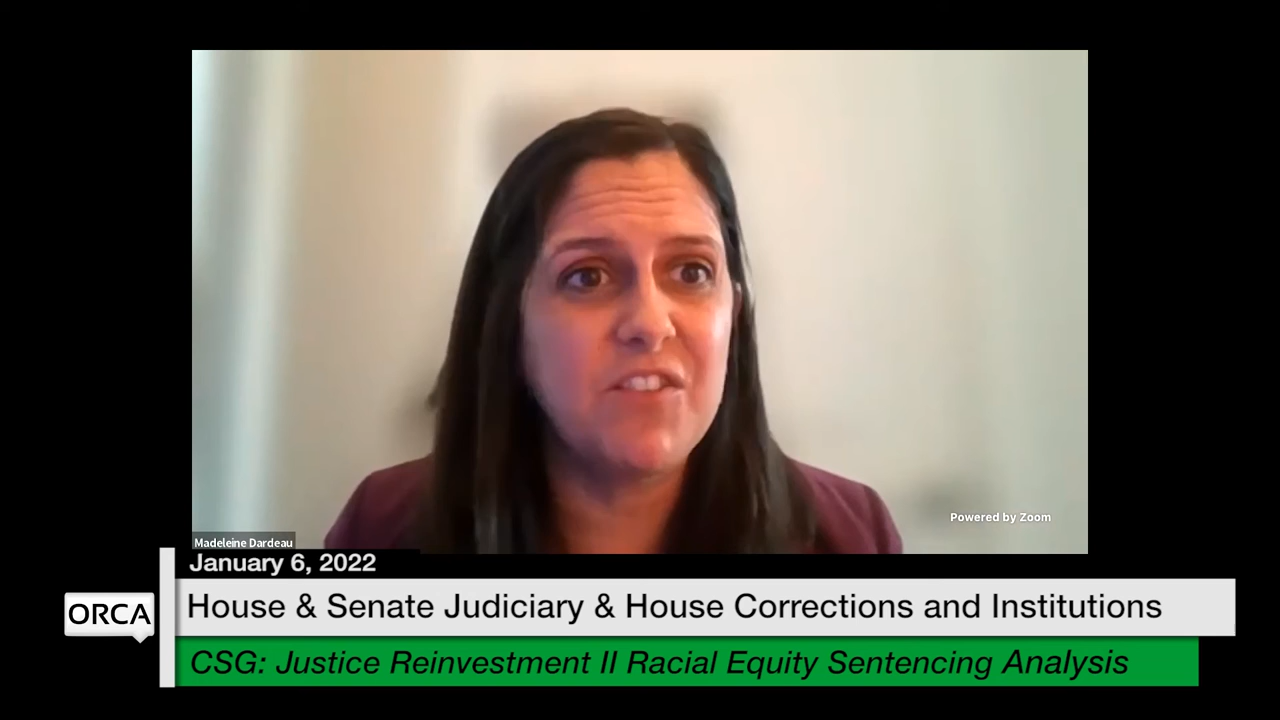 Powered by Zoom
Madeleine Dardeau
January 6, 2022
ORCA
House & Senate Judiciary & House Corrections and Institutions
CSG: Justice Reinvestment II Racial Equity Sentencing Analysis